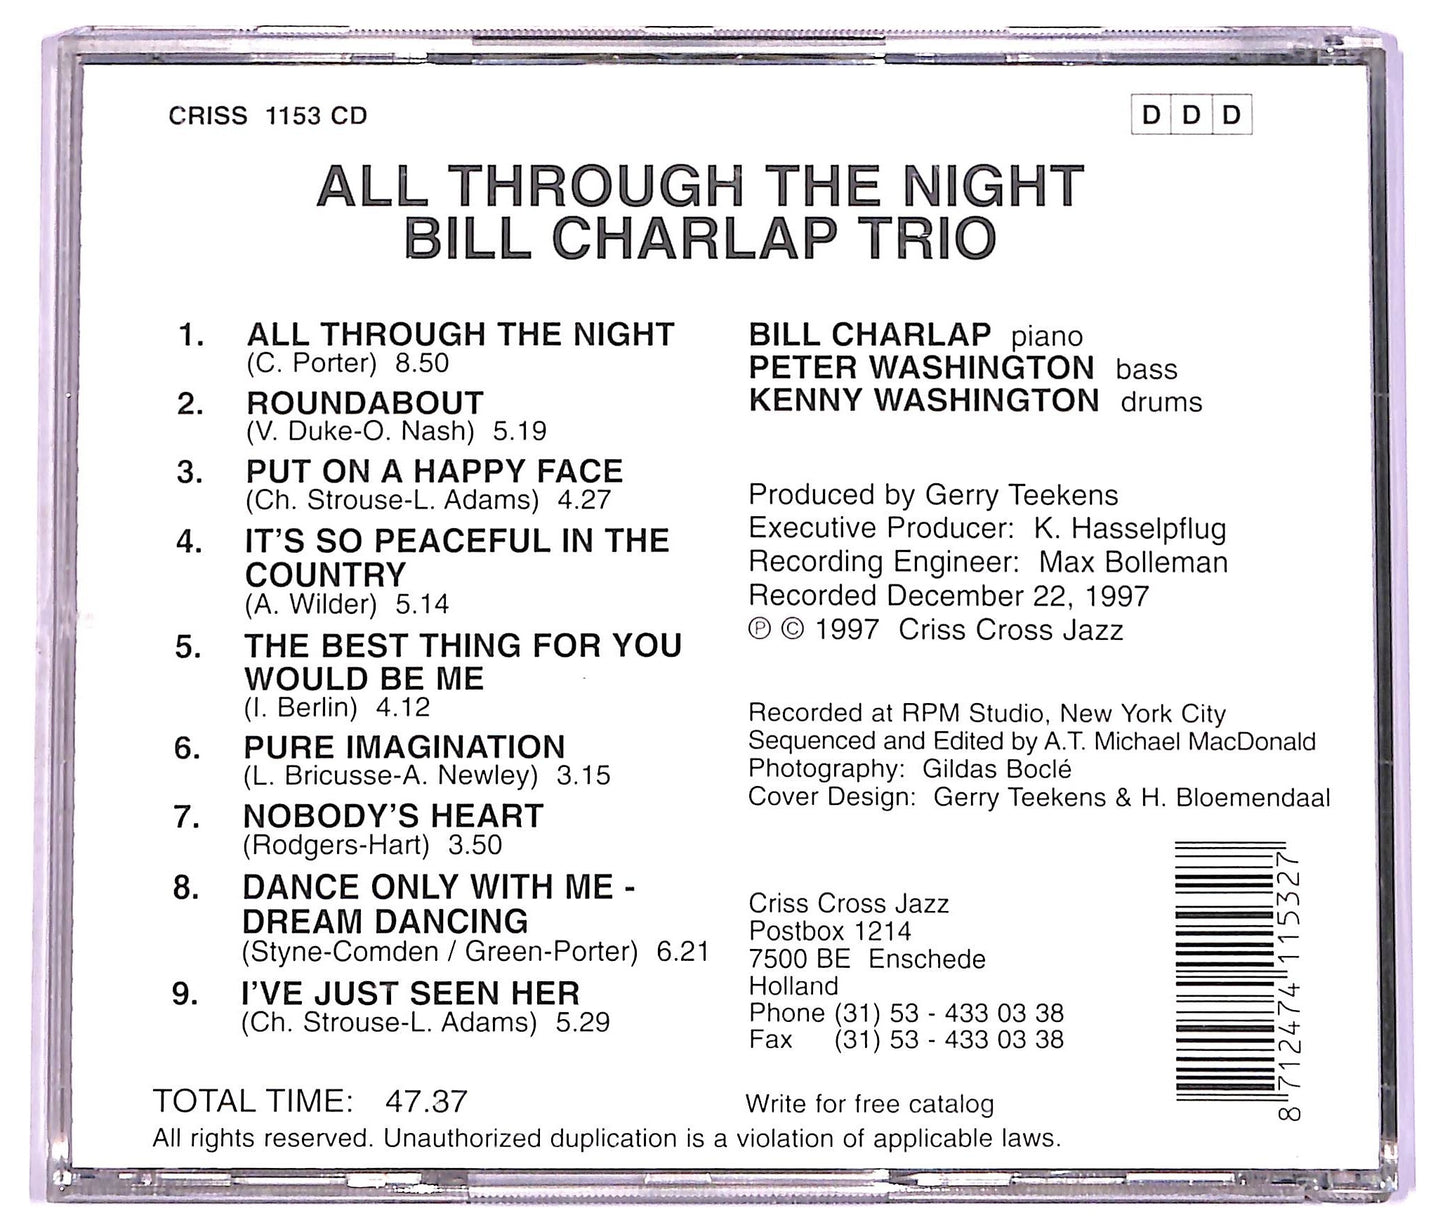 CRISS 1153 CD
D D D
ALL THROUGH THE NIGHT
BILL CHARLAP TRIO
1. ALL THROUGH THE NIGHT
(C. Porter) 8.50
2. ROUNDABOUT
(V. Duke-O. Nash) 5.19
3. PUT ON A HAPPY FACE
(Ch. Strouse-L. Adams) 4.27
4. IT'S SO PEACEFUL IN THE
COUNTRY
(A. Wilder) 5.14
5. THE BEST THING FOR YOU
WOULD BE ME
(I. Berlin) 4.12
6. PURE IMAGINATION
(L. Bricusse-A. Newley) 3.15
7. NOBODY'S HEART
(Rodgers-Hart) 3.50
8. DANCE ONLY WITH ME -
DREAM DANCING
(Styne-Comden / Green-Porter) 6.21
9. I'VE JUST SEEN HER
(Ch. Strouse-L. Adams) 5.29
TOTAL TIME: 47.37
BILL CHARLAP piano
PETER WASHINGTON bass
KENNY WASHINGTON drums
Produced by Gerry Teekens
Executive Producer: K. Hasselpflug
Recording Engineer: Max Bolleman
Recorded December 22, 1997
℗ © 1997 Criss Cross Jazz
Recorded at RPM Studio, New York City
Sequenced and Edited by A.T. Michael MacDonald
Photography: Gildas Boclé
Cover Design: Gerry Teekens & H. Bloemendaal
Criss Cross Jazz
Postbox 1214
7500 BE Enschede
Holland
Phone (31) 53 - 433 03 38
Fax (31) 53 - 433 03 38
Write for free catalog
8 712474 115327
All rights reserved. Unauthorized duplication is a violation of applicable laws.